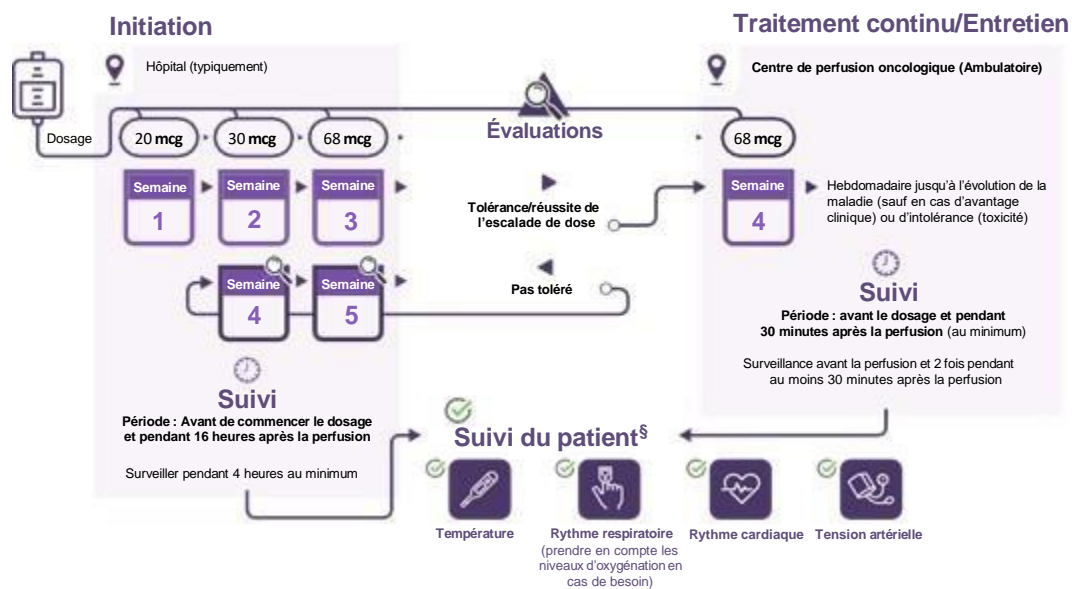 Initiation
Hôpital (typiquement)
Dosage
20 mcg
30 mcg
68 mcg
Semaine
1
Semaine
2
Semaine
3
Semaine
4
Semaine
5
Suivi
Période : Avant de commencer le dosage
et pendant 16 heures après la perfusion
Surveiller pendant 4 heures au minimum
Évaluations
Tolérance/réussite de
l’escalade de dose
Pas toléré
Traitement continu/Entretien
Centre de perfusion oncologique (Ambulatoire)
68 mcg
Semaine
4
Hebdomadaire jusqu’à l’évolution de la
maladie (sauf en cas d’avantage
clinique) ou d’intolérance (toxicité)
Suivi
Période : avant le dosage et pendant
30 minutes après la perfusion (au minimum)
Surveillance avant la perfusion et 2 fois pendant
au moins 30 minutes après la perfusion
Suivi du patient§
Température
Rythme respiratoire
(prendre en compte les
niveaux d’oxygénation en
cas de besoin)
Rythme cardiaque
Tension artérielle